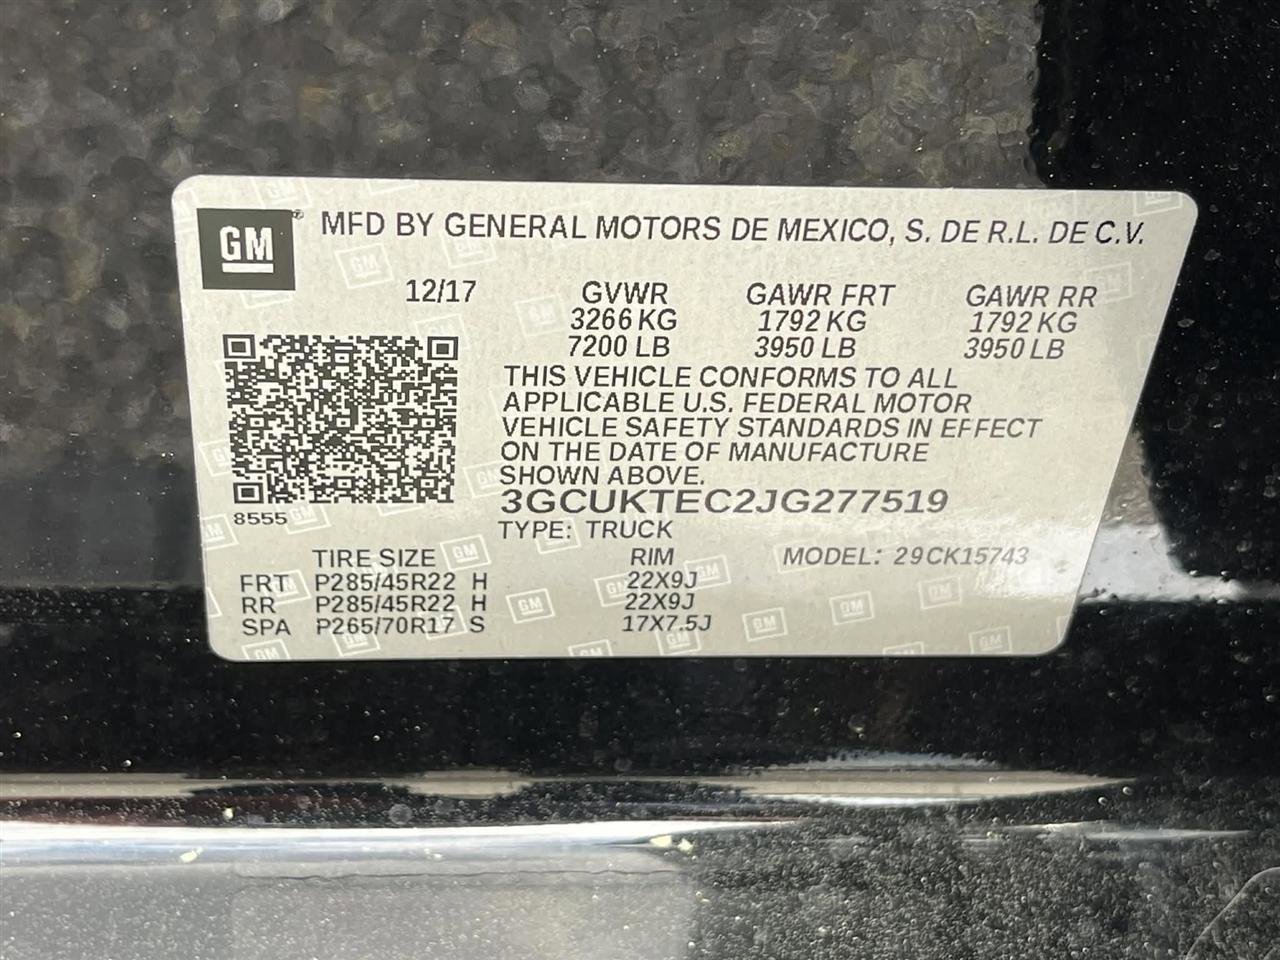 GM ® MFD BY GENERAL MOTORS DE MEXICO, S. DE R.L. DE C.V.
12/17 GVWR GAWR FRT GAWR RR
3266 KG 1792 KG 1792 KG
7200 LB 3950 LB 3950 LB
THIS VEHICLE CONFORMS TO ALL
APPLICABLE U.S. FEDERAL MOTOR
VEHICLE SAFETY STANDARDS IN EFFECT
ON THE DATE OF MANUFACTURE
SHOWN ABOVE.
3GCUKTEC2JG277519
8555
TYPE: TRUCK
TIRE SIZE RIM MODEL: 29CK15743
FRT P285/45R22 H 22X9J
RR P285/45R22 H 22X9J
SPA P265/70R17 S 17X7.5J